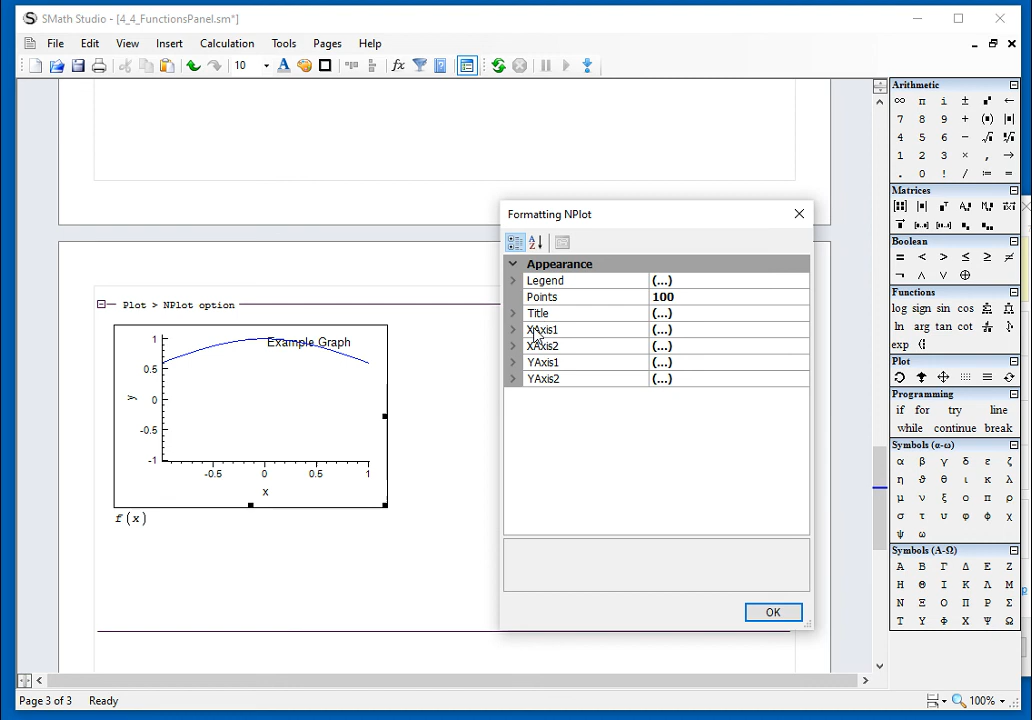 SMath Studio - [4_4_FunctionsPanel.sm*]
File Edit View Insert Calculation Tools Pages Help
10 A fx
Plot > NPlot option
Example Graph
1
0.5
0
-0.5
-1
y
-0.5 0 0.5 1
x
f(x)
Formatting NPlot
Appearance
Legend (...)
Points 100
Title (...)
XAxis1 (...)
XAxis2 (...)
YAxis1 (...)
YAxis2 (...)
OK
Arithmetic
∞ π i ±
7 8 9 +
4 5 6 −
1 2 3 × , →
. 0 ! / := =
Matrices
Boolean
= < > ≤ ≥ ≠
¬ ∧ ∨ ⊕
Functions
log sign sin cos
ln arg tan cot
exp
Plot
Programming
if for try line
while continue break
Symbols (α-ω)
α β γ δ ε ζ
η ϑ θ ι κ λ
μ ν ξ ο π ρ
σ τ υ φ ϕ χ
ψ ω
Symbols (Α-Ω)
Α Β Γ Δ Ε Ζ
Η Θ Ι Κ Λ Μ
Ν Ξ Ο Π Ρ Σ
Τ Υ Φ Χ Ψ Ω
Page 3 of 3 Ready 100%